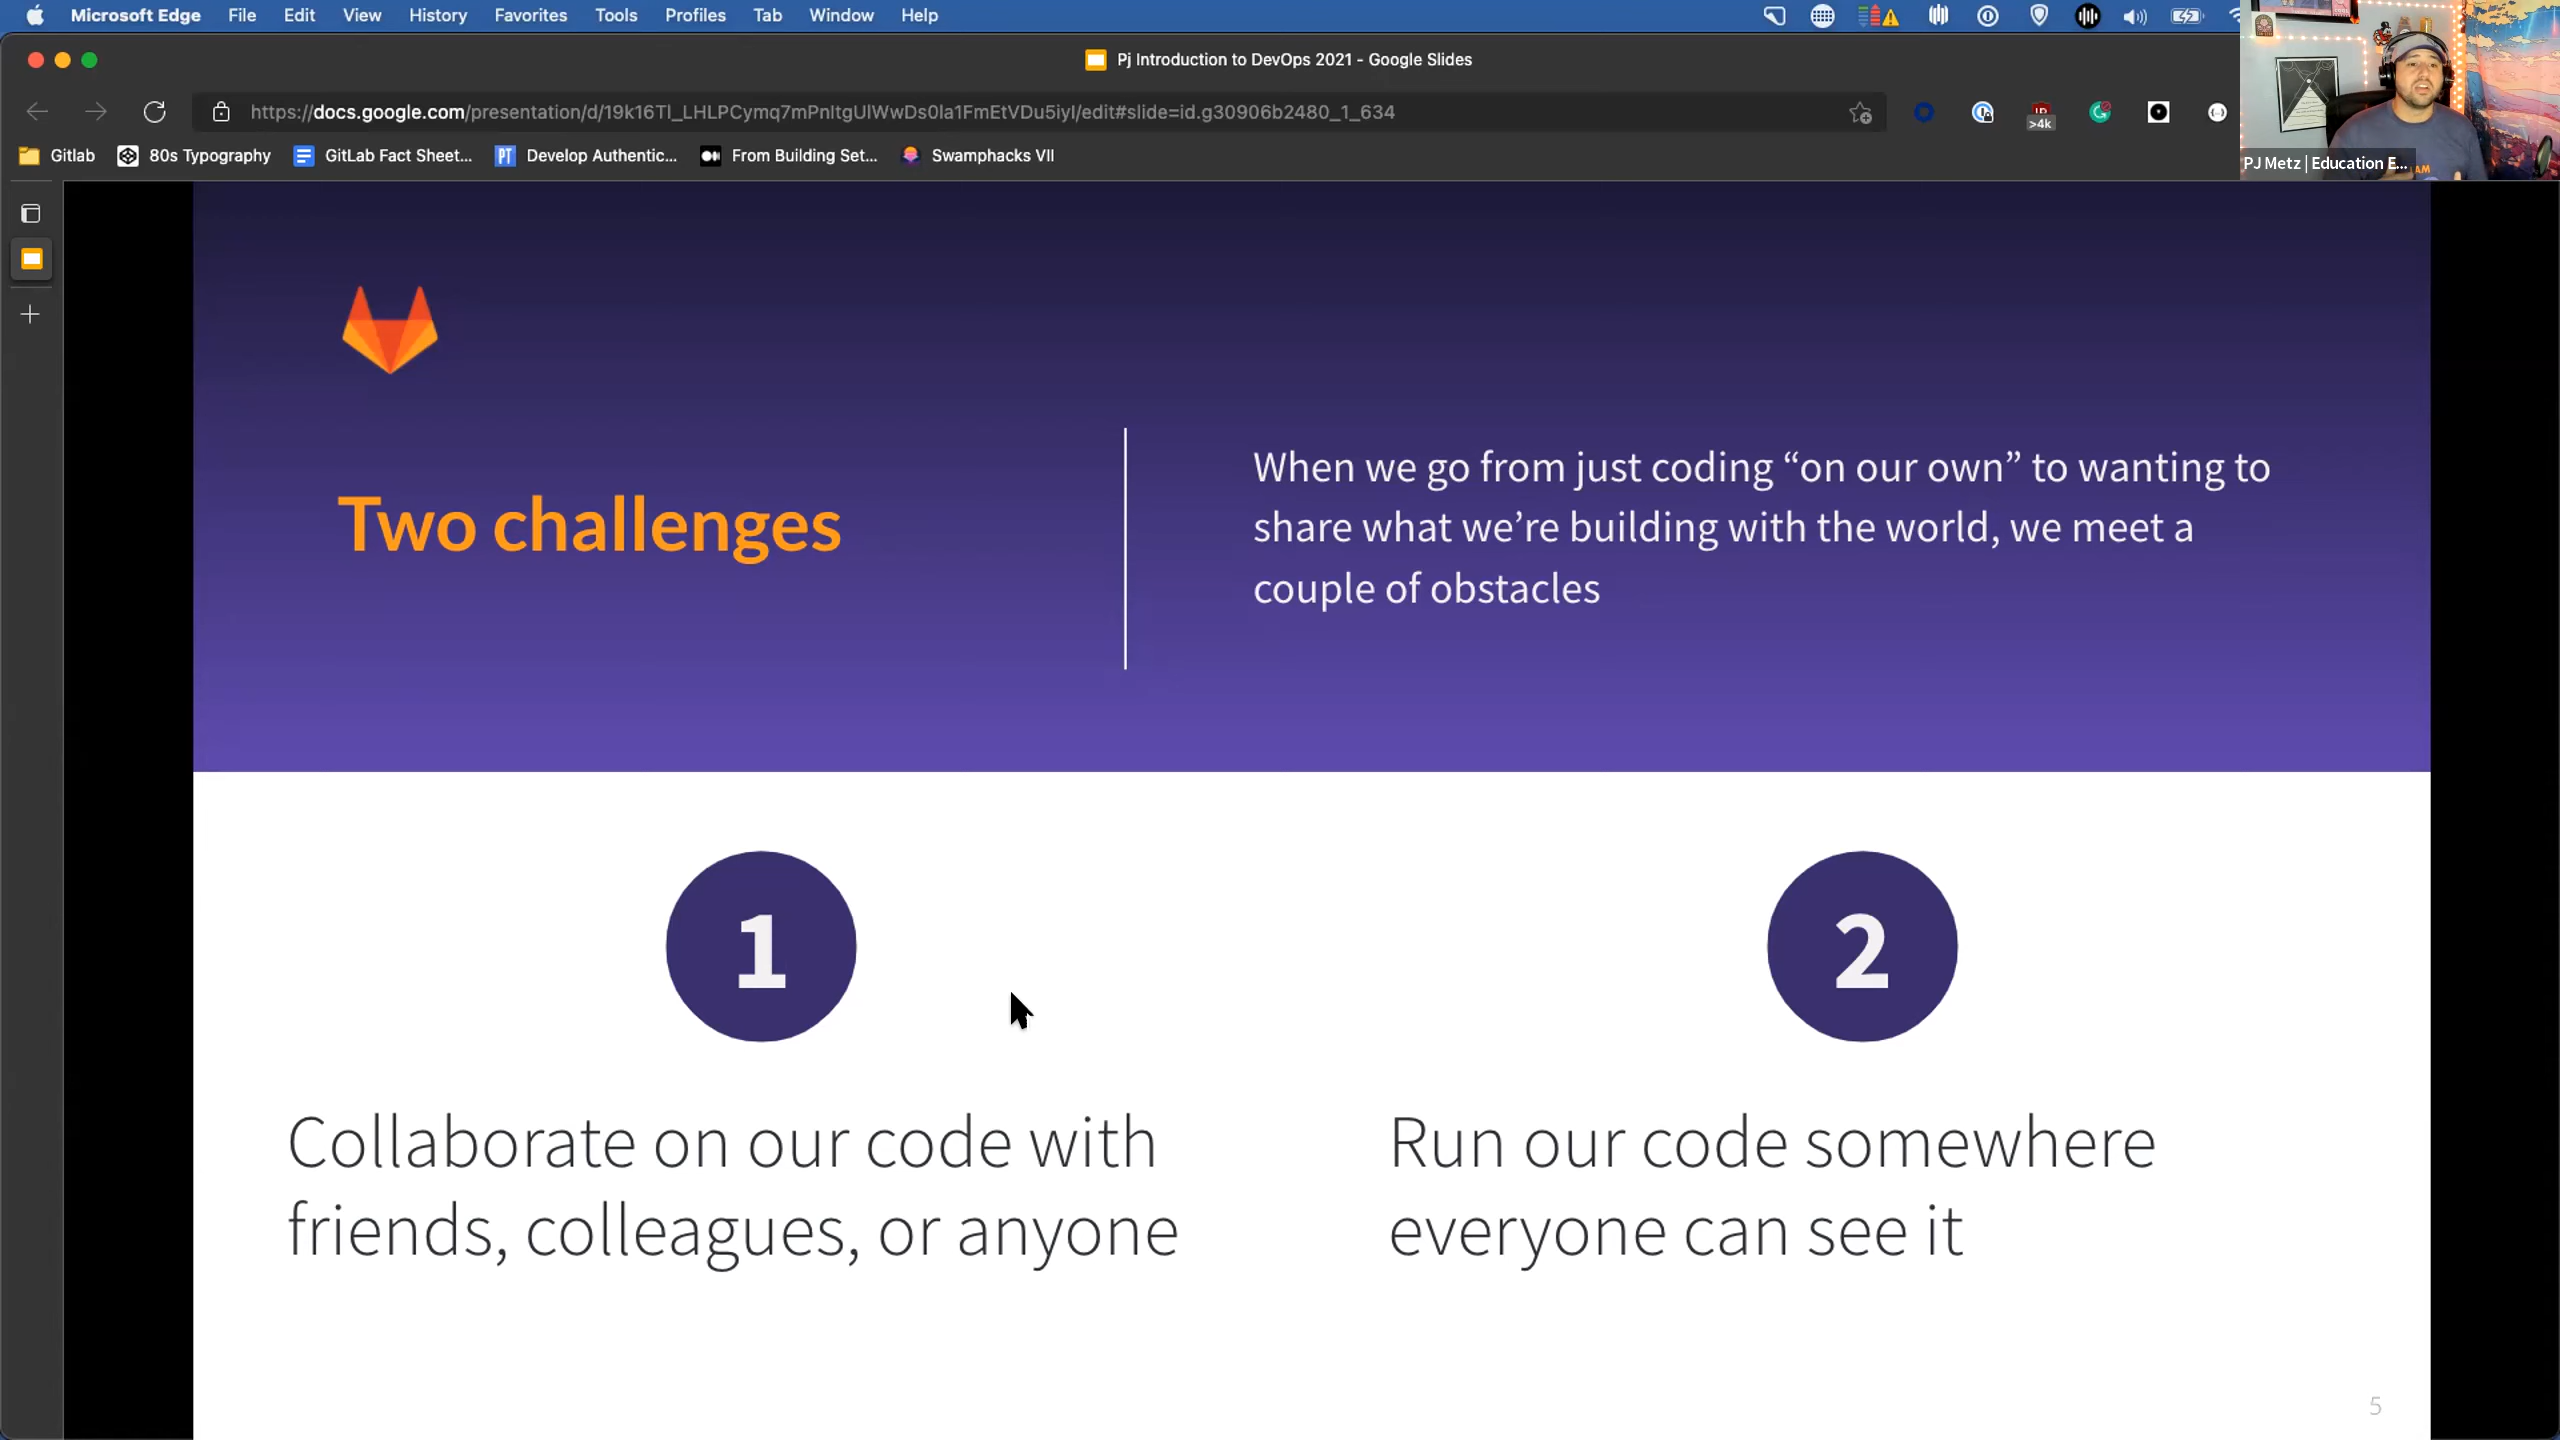 Microsoft Edge File Edit View History Favorites Tools Profiles Tab Window Help
Pj Introduction to DevOps 2021 - Google Slides
https://docs.google.com/presentation/d/19k16Tl_LHLPCymq7mPnItgUlWwDs0la1FmEtVDu5iyI/edit#slide=id.g30906b2480_1_634
>4k
Gitlab 80s Typography GitLab Fact Sheet... PT Develop Authentic... From Building Set... Swamphacks VII
PJ Metz | Education E...
Two challenges
When we go from just coding “on our own” to wanting to
share what we’re building with the world, we meet a
couple of obstacles
1
Collaborate on our code with
friends, colleagues, or anyone
2
Run our code somewhere
everyone can see it
5